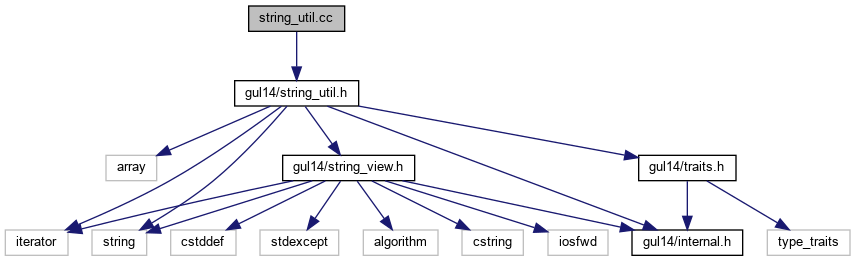 string_util.cc
gul14/string_util.h
array
gul14/string_view.h
gul14/traits.h
iterator
string
cstddef
stdexcept
algorithm
cstring
iosfwd
gul14/internal.h
type_traits